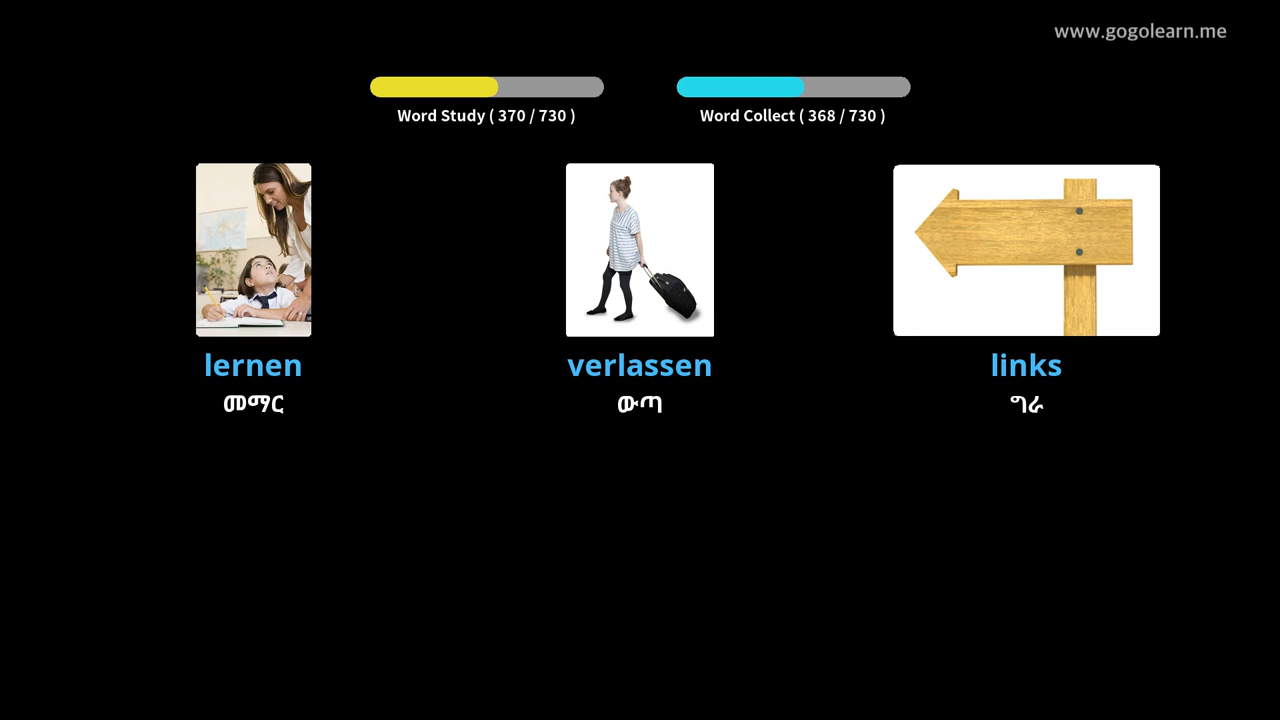 www.gogolearn.me
Word Study ( 370 / 730 )
Word Collect ( 368 / 730 )
lernen
verlassen
links
መማር
ውጣ
ግራ